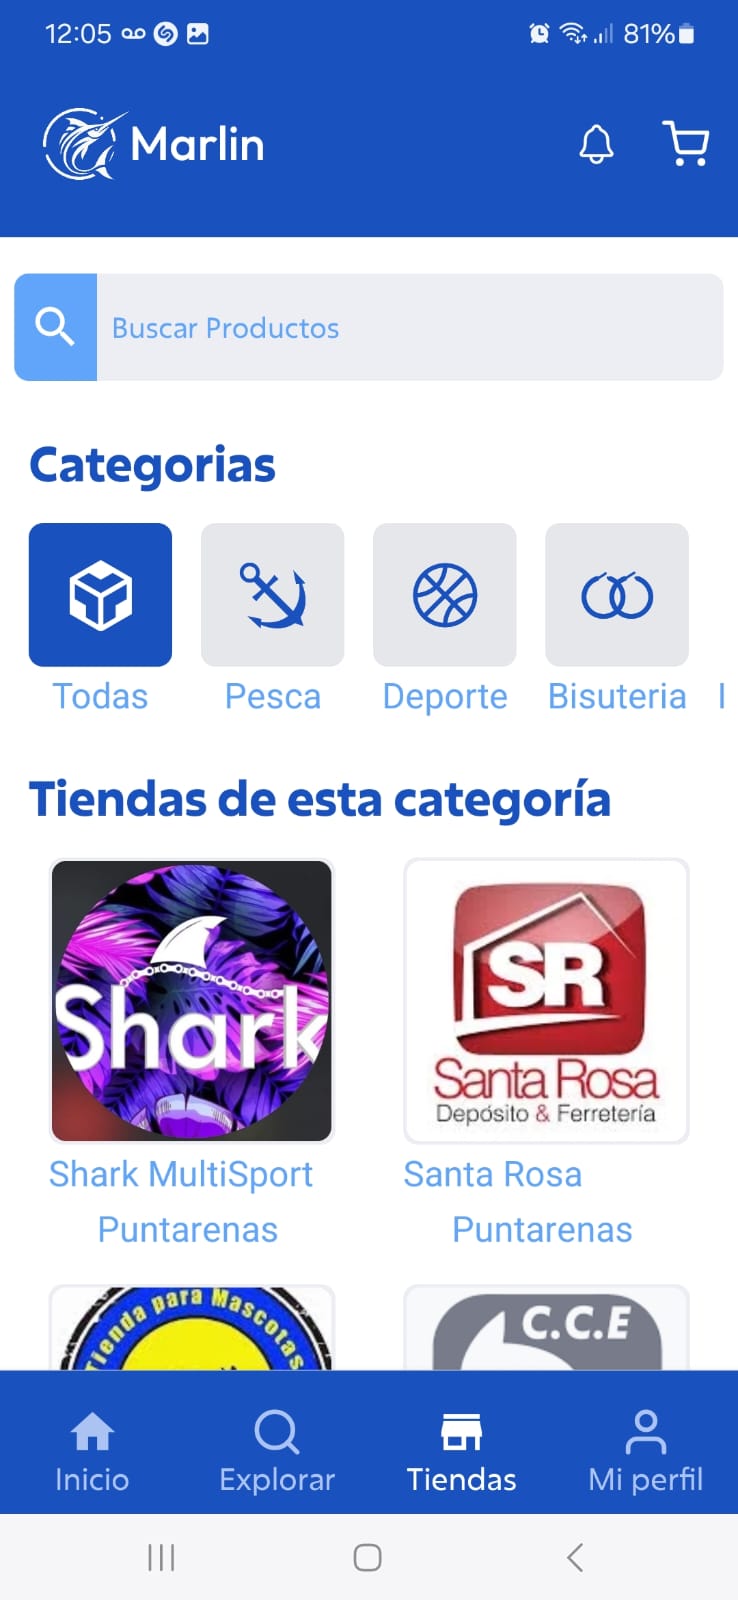 12:05
81%
Marlin
Buscar Productos
Categorias
Todas
Pesca
Deporte
Bisuteria
Tiendas de esta categoría
Shark
SR
Santa Rosa
Depósito & Ferretería
Shark MultiSport
Puntarenas
Santa Rosa
Puntarenas
Tienda para Mascotas
C.C.E
Inicio
Explorar
Tiendas
Mi perfil